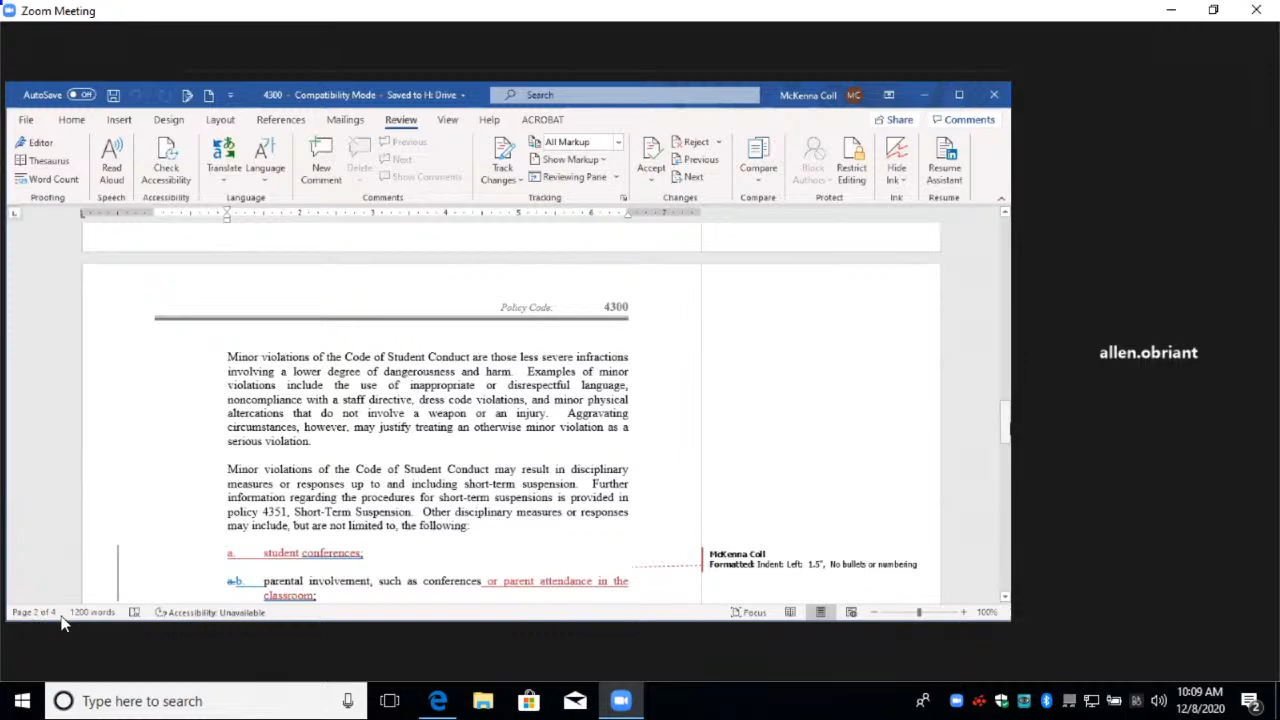 Zoom Meeting
AutoSave Off 4300 - Compatibility Mode - Saved to H: Drive Search McKenna Coll MC
File Home Insert Design Layout References Mailings Review View Help ACROBAT Share Comments
Editor
Thesaurus
Word Count
Proofing
Read Aloud
Speech
Check Accessibility
Accessibility
Translate Language
Language
New Comment
Delete
Previous
Next
Show Comments
Comments
Track Changes
All Markup
Show Markup
Reviewing Pane
Tracking
Accept
Reject
Previous
Next
Changes
Compare
Compare
Block Authors
Restrict Editing
Protect
Hide Ink
Ink
Resume Assistant
Resume
2 3 4 5 6 7
Policy Code: 4300
Minor violations of the Code of Student Conduct are those less severe infractions
involving a lower degree of dangerousness and harm. Examples of minor
violations include the use of inappropriate or disrespectful language,
noncompliance with a staff directive, dress code violations, and minor physical
altercations that do not involve a weapon or an injury. Aggravating
circumstances, however, may justify treating an otherwise minor violation as a
serious violation.
Minor violations of the Code of Student Conduct may result in disciplinary
measures or responses up to and including short-term suspension. Further
information regarding the procedures for short-term suspensions is provided in
policy 4351, Short-Term Suspension. Other disciplinary measures or responses
may include, but are not limited to, the following:
a. student conferences;
a.b. parental involvement, such as conferences or parent attendance in the
classroom;
McKenna Coll
Formatted: Indent: Left: 1.5", No bullets or numbering
allen.obriant
Page 2 of 4 1200 words Accessibility: Unavailable Focus 100%
Type here to search
10:09 AM
12/8/2020
2